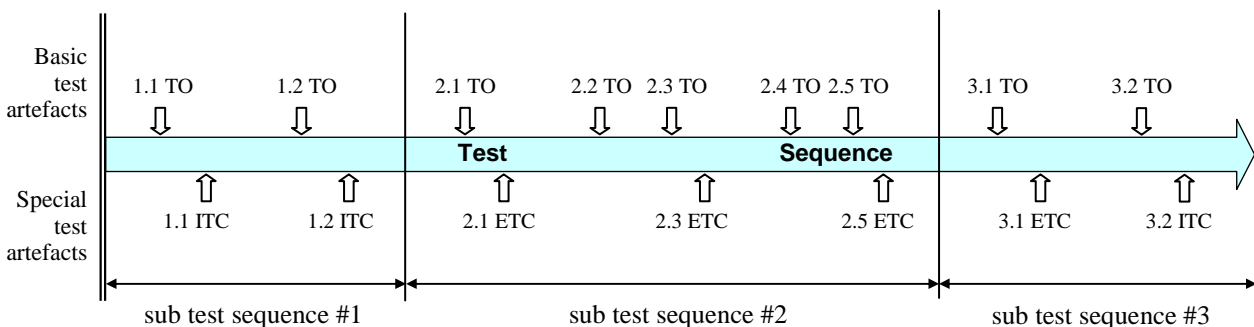 Basic
test
artefacts
1.1 TO 1.2 TO 2.1 TO 2.2 TO 2.3 TO 2.4 TO 2.5 TO 3.1 TO 3.2 TO
Test Sequence
Special
test
artefacts
1.1 ITC 1.2 ITC 2.1 ETC 2.3 ETC 2.5 ETC 3.1 ETC 3.2 ITC
sub test sequence #1 sub test sequence #2 sub test sequence #3